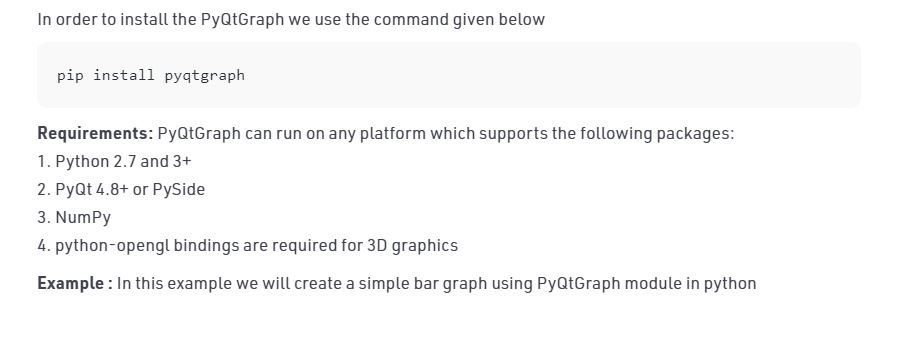 In order to install the PyQtGraph we use the command given below
pip install pyqtgraph
Requirements: PyQtGraph can run on any platform which supports the following packages:
1. Python 2.7 and 3+
2. PyQt 4.8+ or PySide
3. NumPy
4. python-opengl bindings are required for 3D graphics
Example : In this example we will create a simple bar graph using PyQtGraph module in python